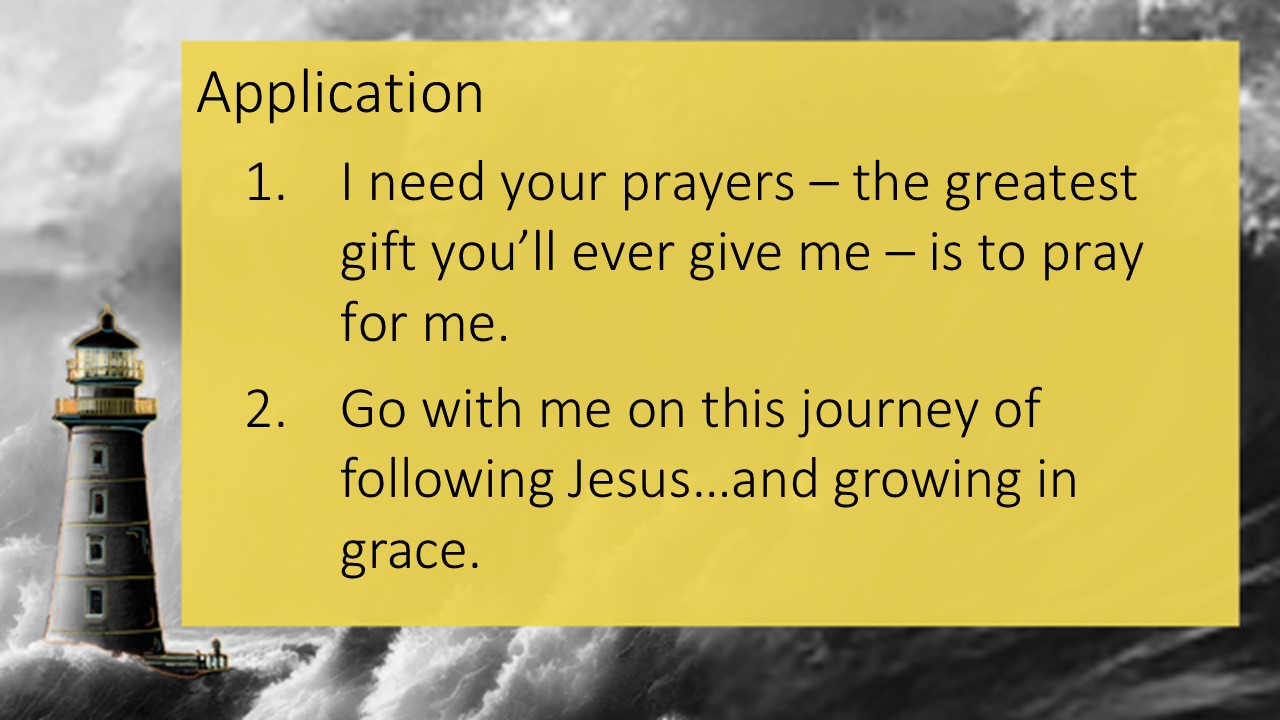 Application
1. I need your prayers – the greatest
gift you’ll ever give me – is to pray
for me.
2. Go with me on this journey of
following Jesus…and growing in
grace.